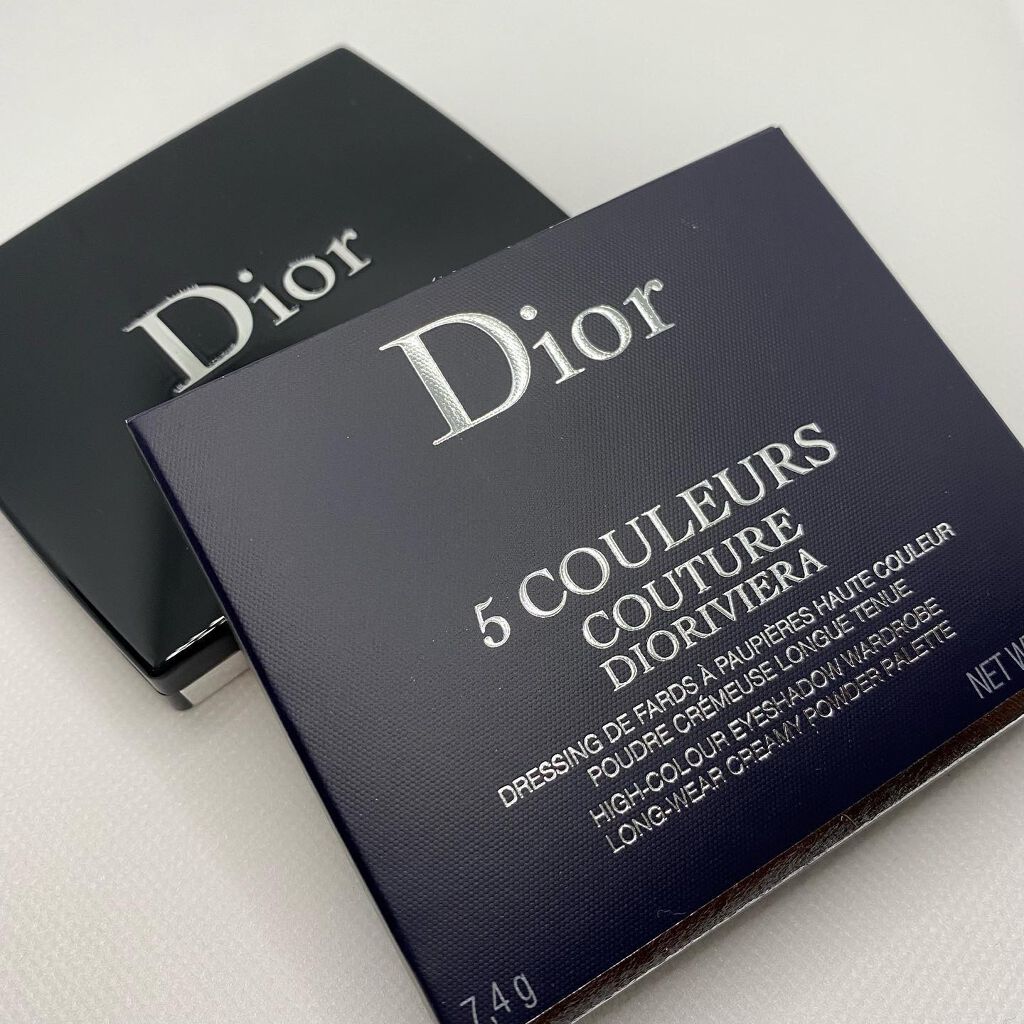 Dior
Dior
5 COULEURS
COUTURE
DIORIVIERA
DRESSING DE FARDS À PAUPIÈRES HAUTE COULEUR
POUDRE CRÉMEUSE LONGUE TENUE
HIGH-COLOUR EYESHADOW WARDROBE
LONG-WEAR CREAMY POWDER PALETTE
7,4 g
NET